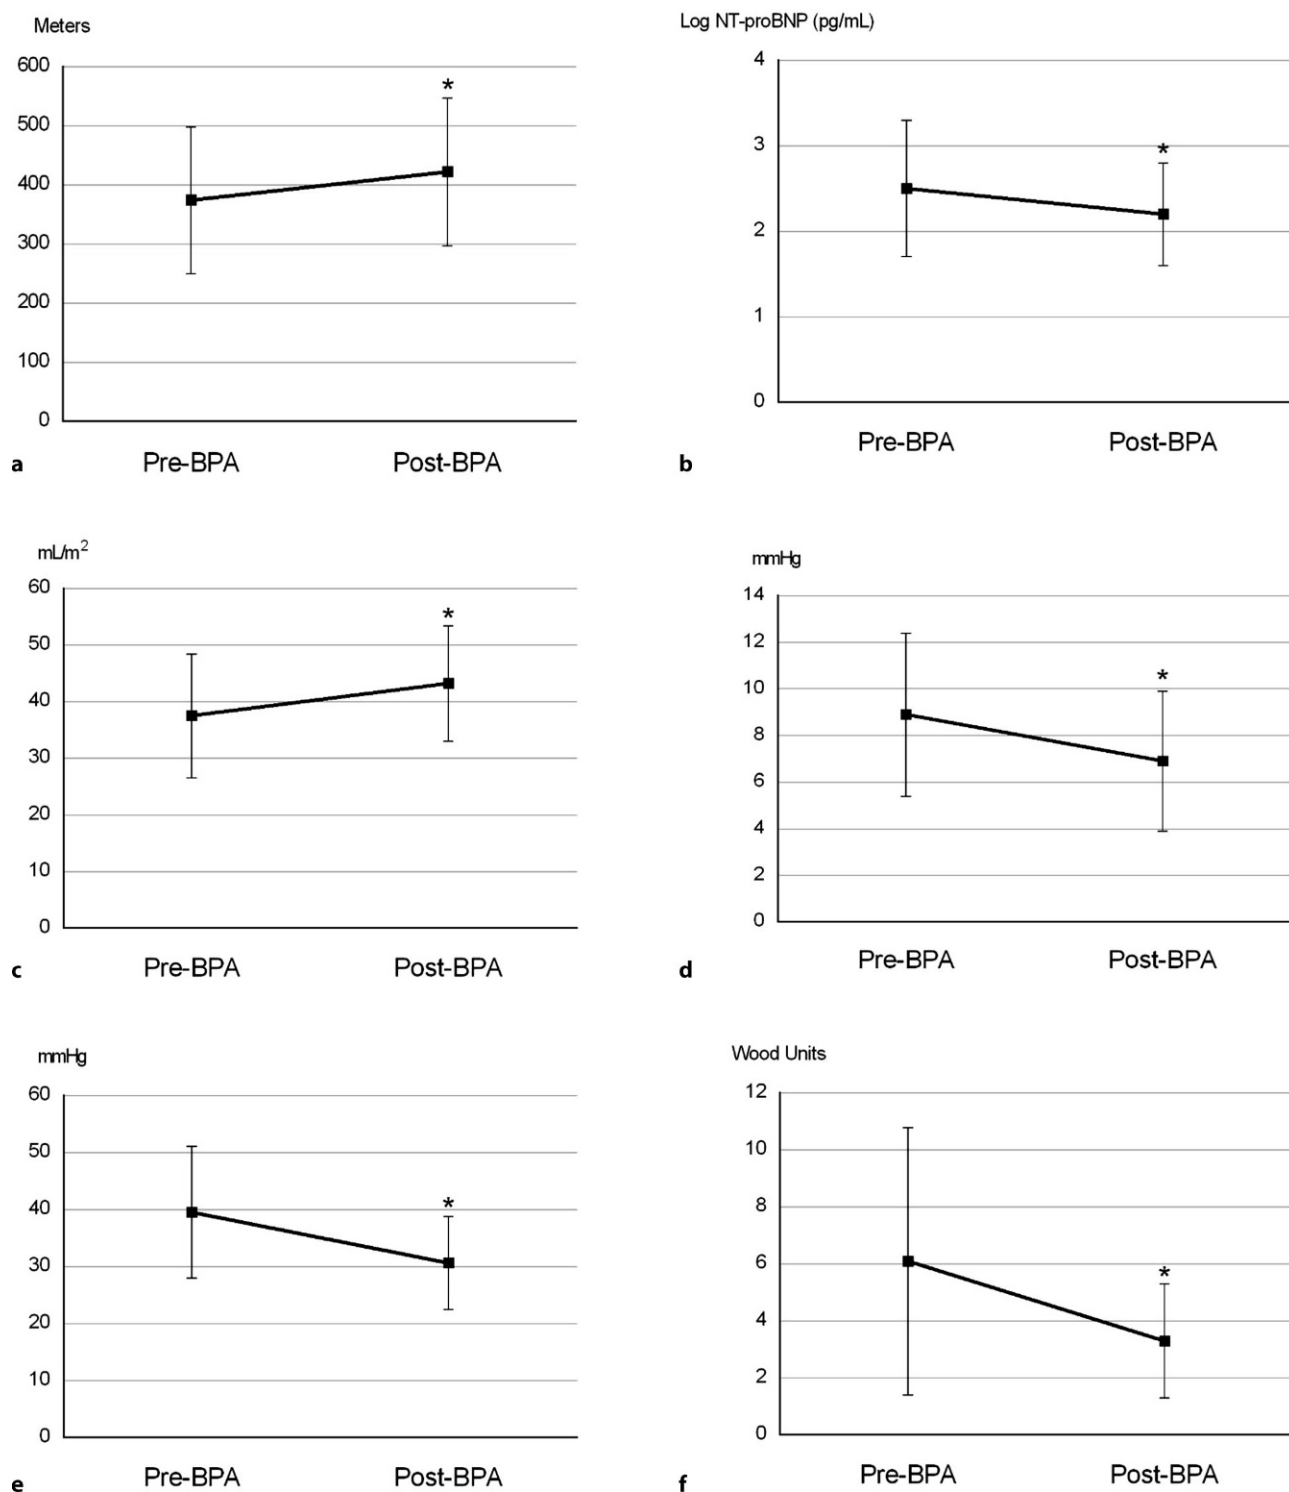 Meters
600
*
500
400
300
200
100
0
Pre-BPA Post-BPA
a
Log NT-proBNP (pg/mL)
4
3
*
2
1
0
Pre-BPA Post-BPA
b
mL/m²
60
*
50
40
30
20
10
0
Pre-BPA Post-BPA
c
mmHg
14
12
*
10
8
6
4
2
0
Pre-BPA Post-BPA
d
mmHg
60
50
40
*
30
20
10
0
Pre-BPA Post-BPA
e
Wood Units
12
10
8
6
*
4
2
0
Pre-BPA Post-BPA
f